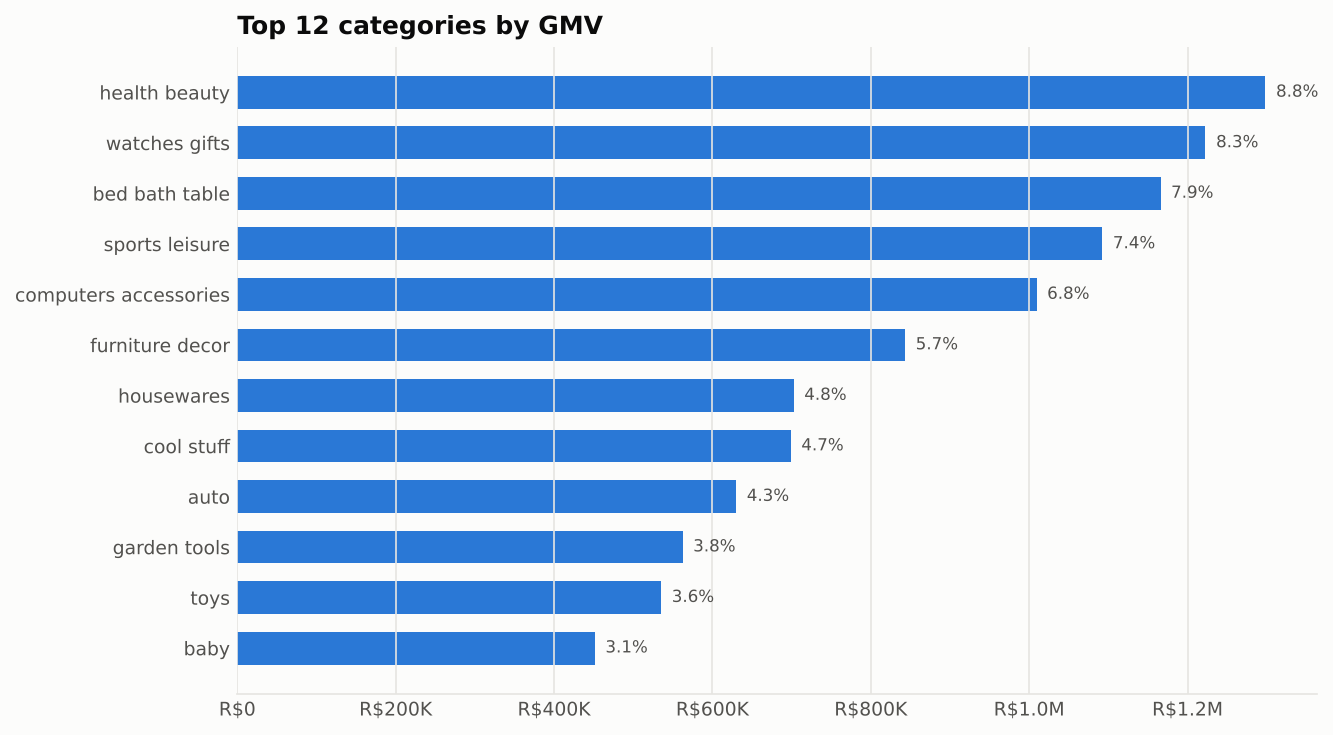 Top 12 categories by GMV
health beauty 8.8%
watches gifts 8.3%
bed bath table 7.9%
sports leisure 7.4%
computers accessories 6.8%
furniture decor 5.7%
housewares 4.8%
cool stuff 4.7%
auto 4.3%
garden tools 3.8%
toys 3.6%
baby 3.1%
R$0 R$200K R$400K R$600K R$800K R$1.0M R$1.2M